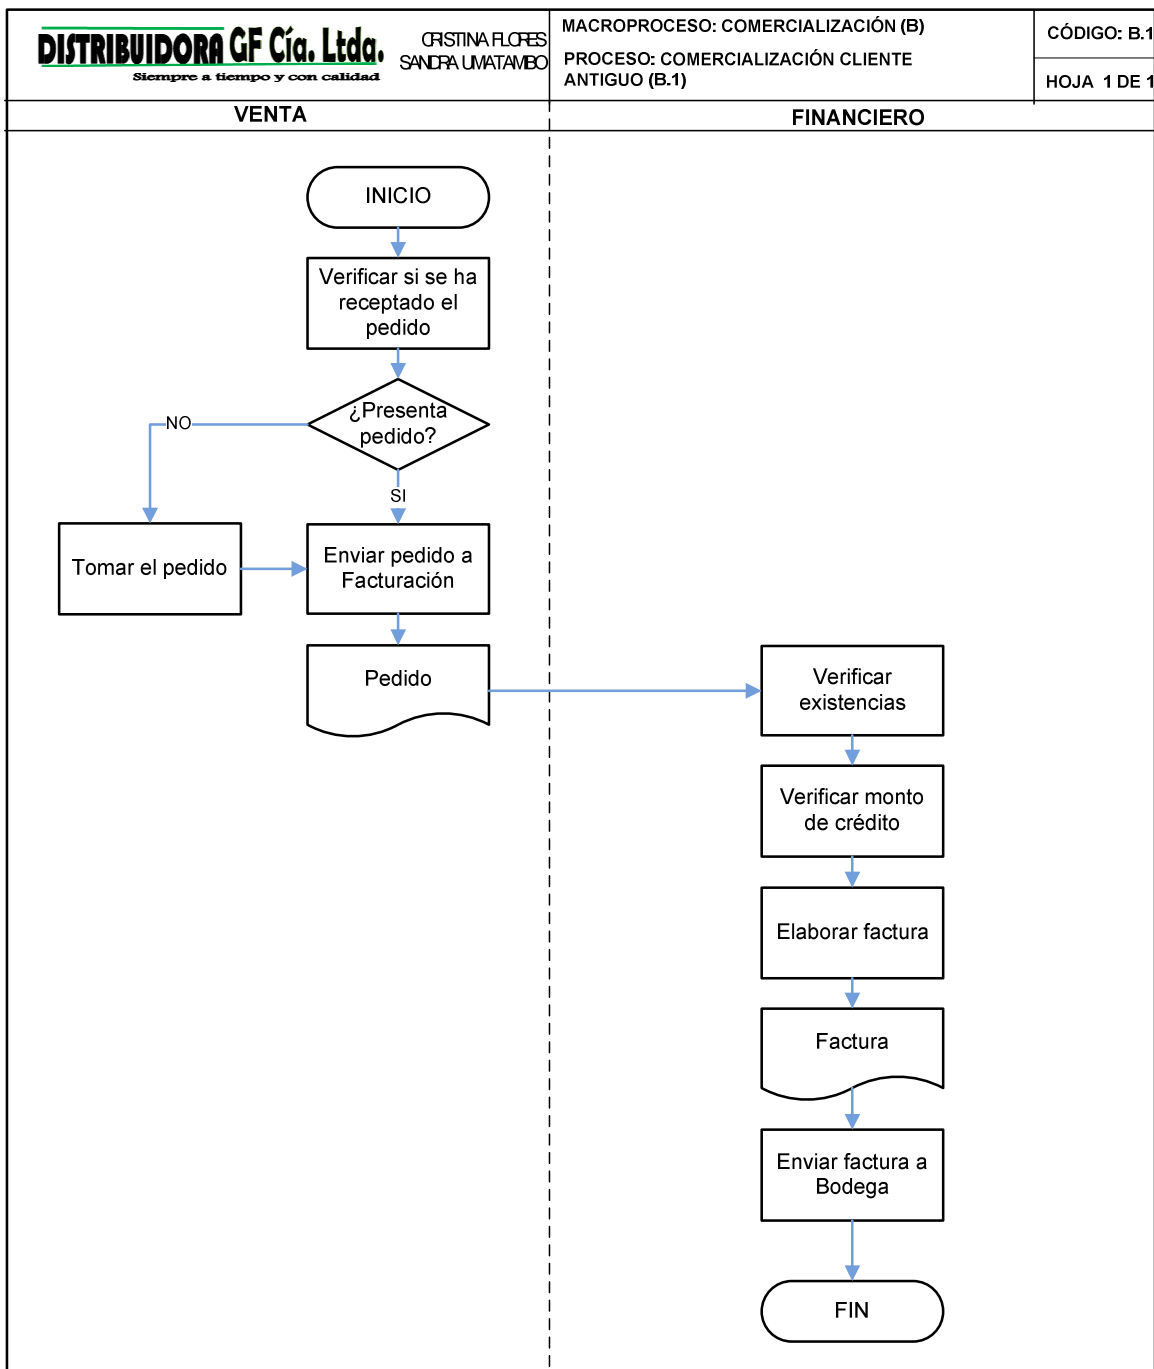 DISTRIBUIDORA GF Cía. Ltda.
Siempre a tiempo y con calidad
CRISTINA FLORES
SANDRA LIMATAMBO
MACROPROCESO: COMERCIALIZACIÓN (B)
PROCESO: COMERCIALIZACIÓN CLIENTE
ANTIGUO (B.1)
CÓDIGO: B.1
HOJA 1 DE 1
VENTA
FINANCIERO
INICIO
Verificar si se ha
receptado el
pedido
¿Presenta
pedido?
NO
SI
Tomar el pedido
Enviar pedido a
Facturación
Pedido
Verificar
existencias
Verificar monto
de crédito
Elaborar factura
Factura
Enviar factura a
Bodega
FIN